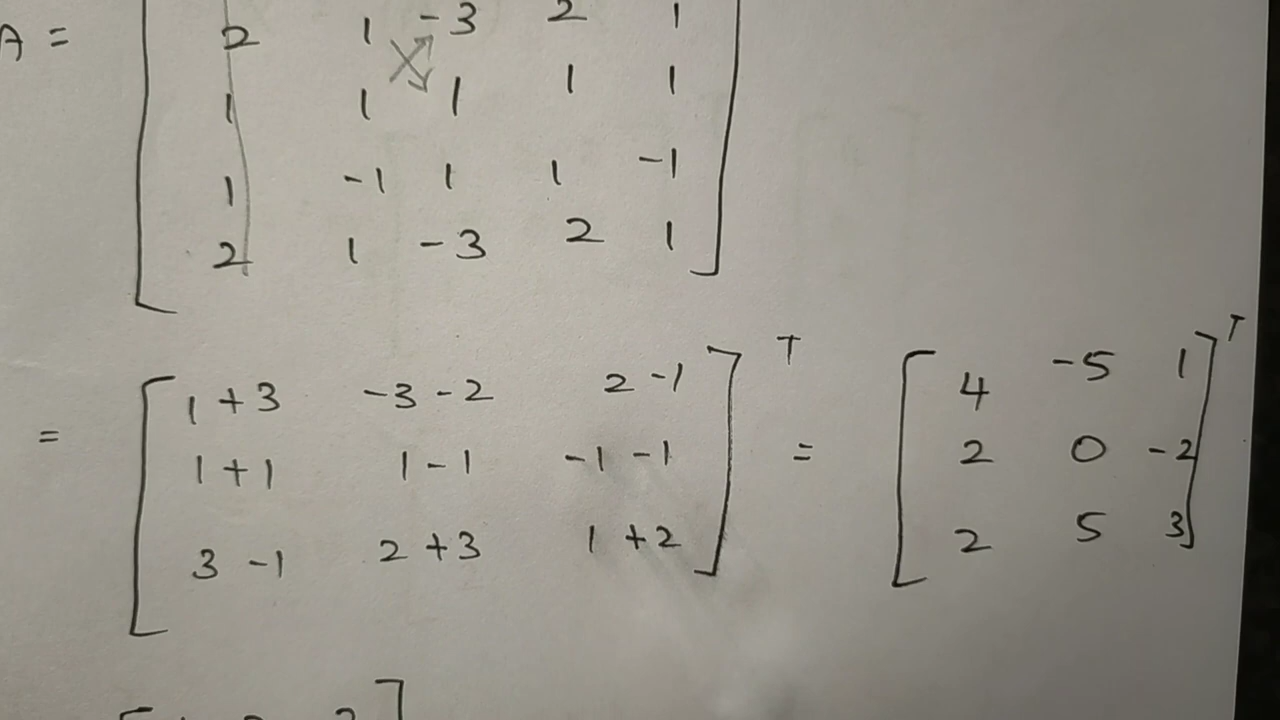 A = 2 1 -3 2 1
1 1 1 1 1
1 -1 1 1 -1
2 1 -3 2 1
= [ 1+3 -3-2 2-1 ]ᵀ = [ 4 -5 1 ]ᵀ
1+1 1-1 -1-1 2 0 -2
3-1 2+3 1+2 2 5 3